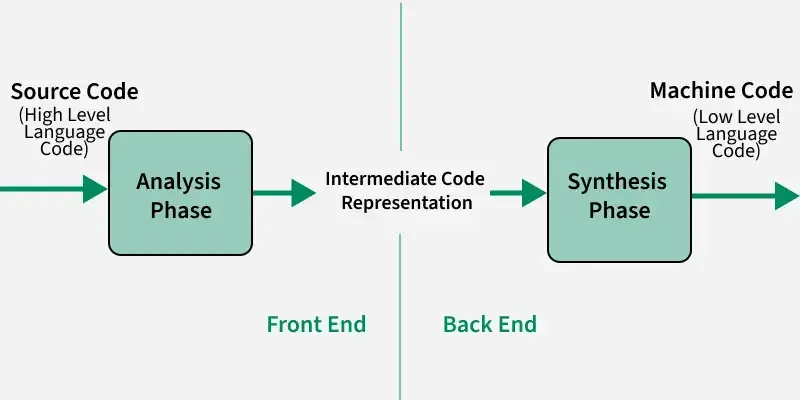 Source Code
(High Level
Language
Code)
Analysis
Phase
Intermediate Code
Representation
Synthesis
Phase
Machine Code
(Low Level
Language
Code)
Front End
Back End